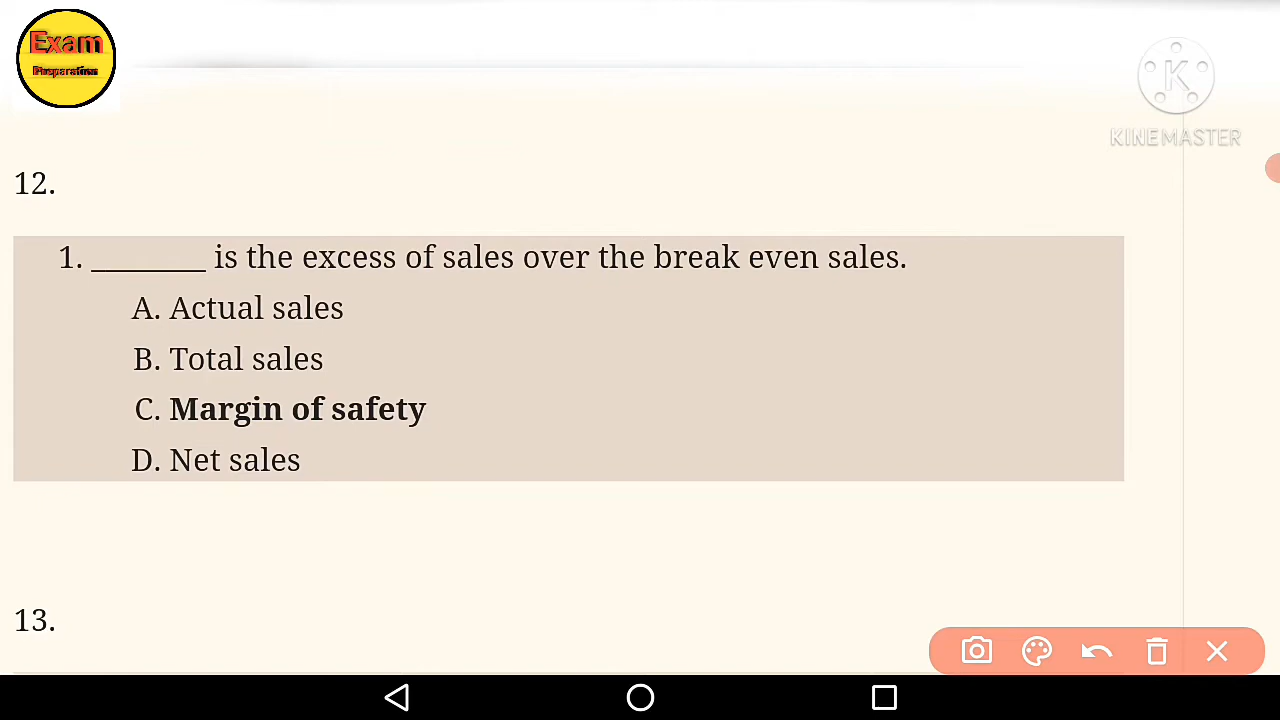 Exam
Preparation
KINEMASTER
12.
1. _______ is the excess of sales over the break even sales.
A. Actual sales
B. Total sales
C. Margin of safety
D. Net sales
13.